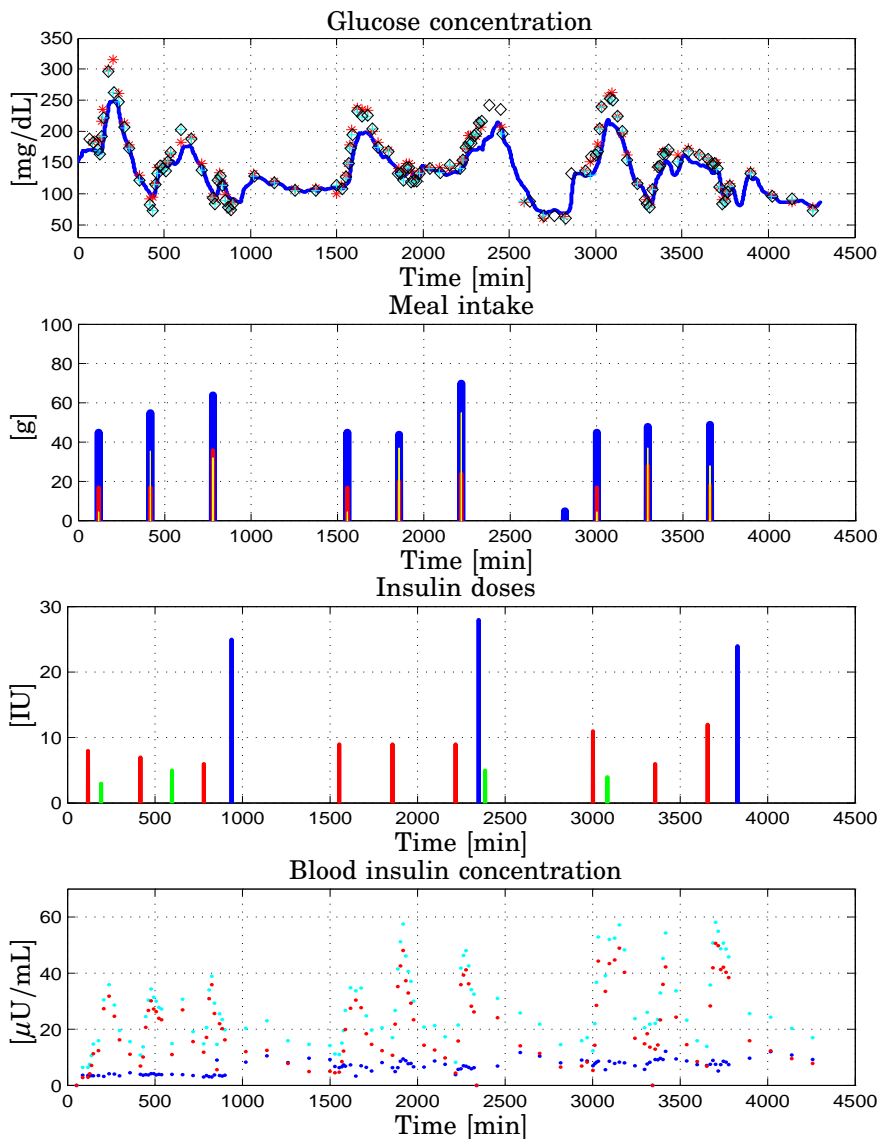 Glucose concentration
350
300
250
200
150
100
50
[mg/dL]
0 500 1000 1500 2000 2500 3000 3500 4000 4500
Time [min]
Meal intake
100
80
60
40
20
0
[g]
0 500 1000 1500 2000 2500 3000 3500 4000 4500
Time [min]
Insulin doses
30
20
10
0
[IU]
0 500 1000 1500 2000 2500 3000 3500 4000 4500
Time [min]
Blood insulin concentration
60
40
20
0
[μU/mL]
0 500 1000 1500 2000 2500 3000 3500 4000 4500
Time [min]